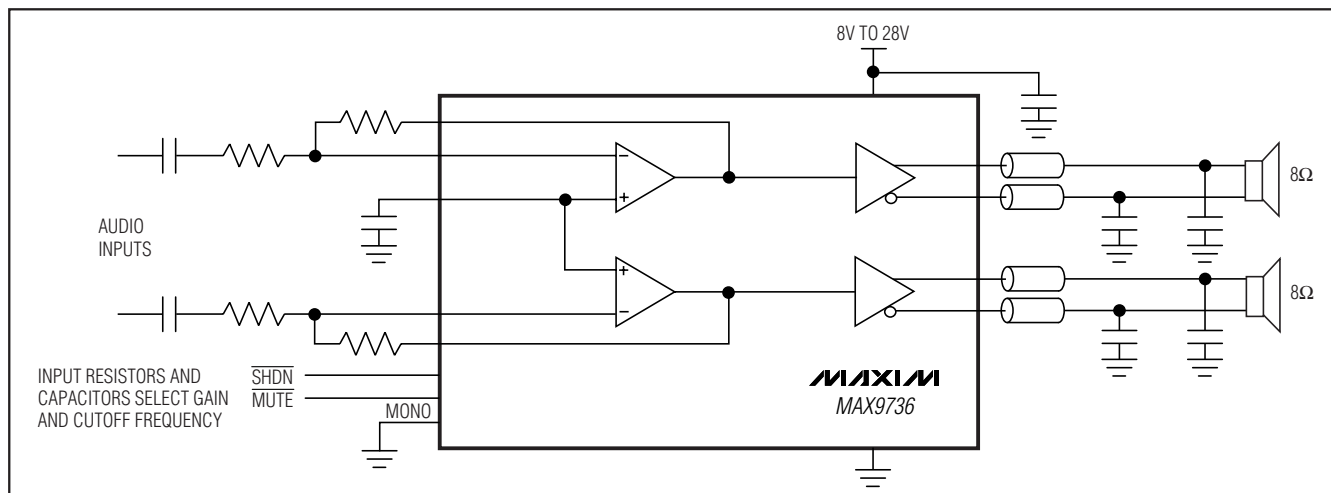 8V TO 28V
−
+
8Ω
AUDIO
INPUTS
+
−
8Ω
INPUT RESISTORS AND
CAPACITORS SELECT GAIN
AND CUTOFF FREQUENCY
SHDN
MUTE
MONO
MAXIM
MAX9736